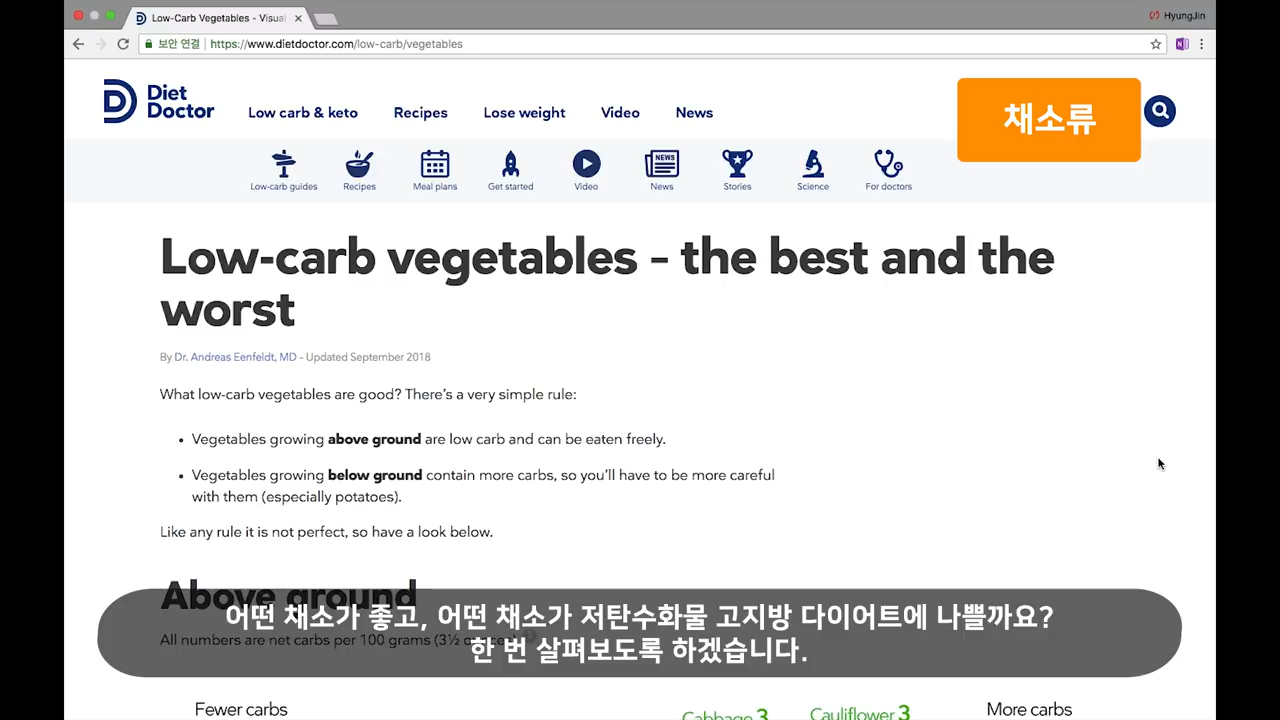 Low-Carb Vegetables - Visual
HyungJin
보안 연결
https://www.dietdoctor.com/low-carb/vegetables
Diet
Doctor
Low carb & keto
Recipes
Lose weight
Video
News
채소류
NEWS
Low-carb guides
Recipes
Meal plans
Get started
Video
News
Stories
Science
For doctors
Low-carb vegetables – the best and the
worst
By Dr. Andreas Eenfeldt, MD – Updated September 2018
What low-carb vegetables are good? There's a very simple rule:
• Vegetables growing above ground are low carb and can be eaten freely.
• Vegetables growing below ground contain more carbs, so you'll have to be more careful
with them (especially potatoes).
Like any rule it is not perfect, so have a look below.
Above ground
어떤 채소가 좋고, 어떤 채소가 저탄수화물 고지방 다이어트에 나쁠까요?
All numbers are net carbs per 100 grams (3½
한 번 살펴보도록 하겠습니다.
Fewer carbs
Cabbage 3
Cauliflower 3
More carbs